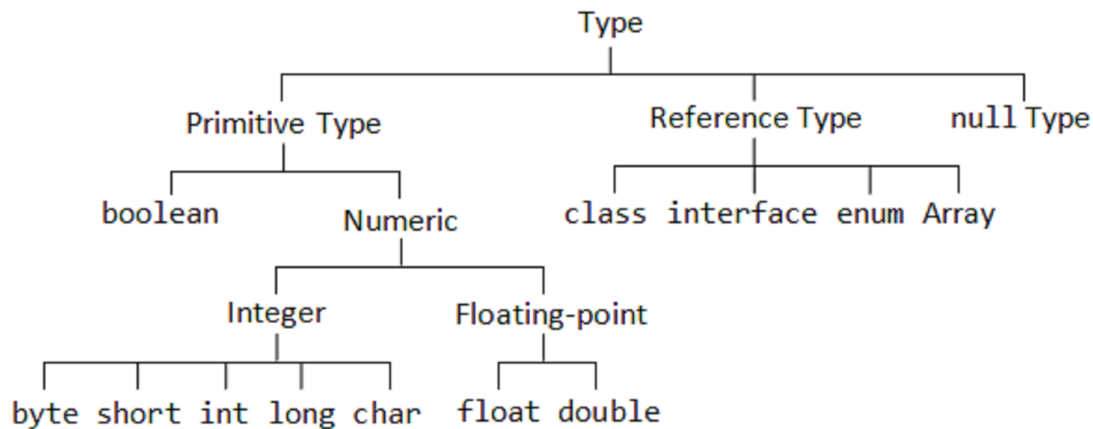 Type
Primitive Type Reference Type null Type
boolean Numeric class interface enum Array
Integer Floating-point
byte short int long char float double